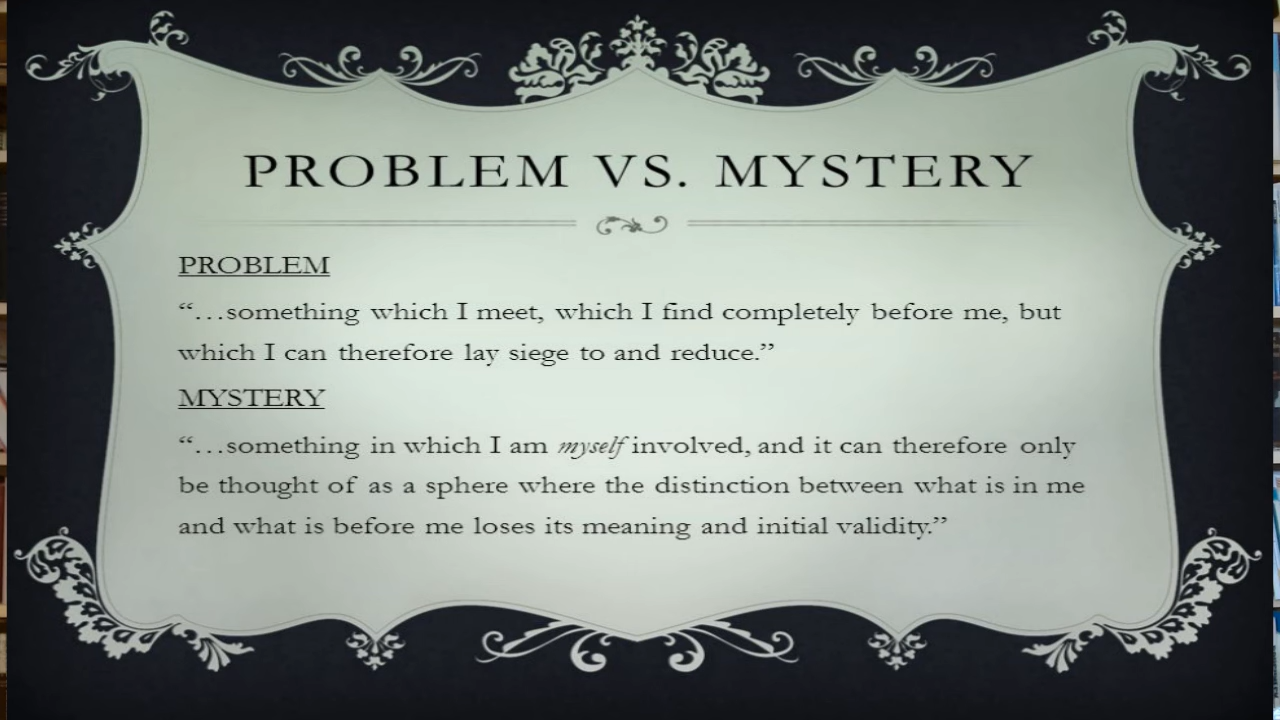 PROBLEM VS. MYSTERY
PROBLEM
“…something which I meet, which I find completely before me, but
which I can therefore lay siege to and reduce.”
MYSTERY
“…something in which I am myself involved, and it can therefore only
be thought of as a sphere where the distinction between what is in me
and what is before me loses its meaning and initial validity.”